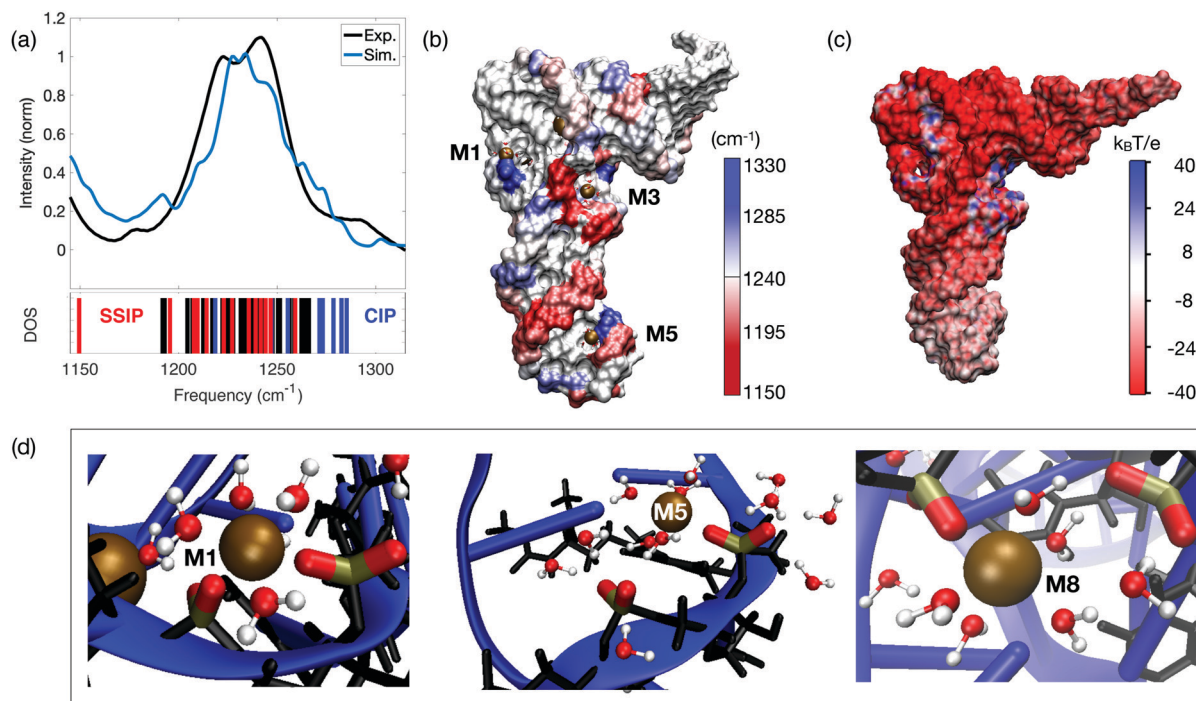 (a)
Exp.
Sim.
Intensity (norm)
1.2
1
0.8
0.6
0.4
0.2
0
DOS
SSIP
CIP
1150
1200
1250
1300
Frequency (cm⁻¹)
(b)
M1
M3
M5
(cm⁻¹)
1330
1285
1240
1195
1150
(c)
kBT/e
40
24
8
-8
-24
-40
(d)
M1
M5
M8